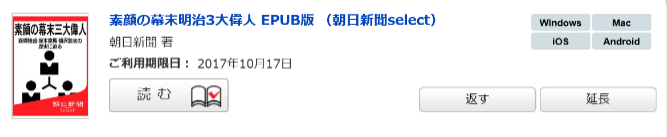 素顔の幕末三大偉人
朝日新聞
素顔の幕末明治3大偉人 EPUB版 （朝日新聞select）
朝日新聞 著
ご利用期限日： 2017年10月17日
読む
Windows
Mac
iOS
Android
返す
延長